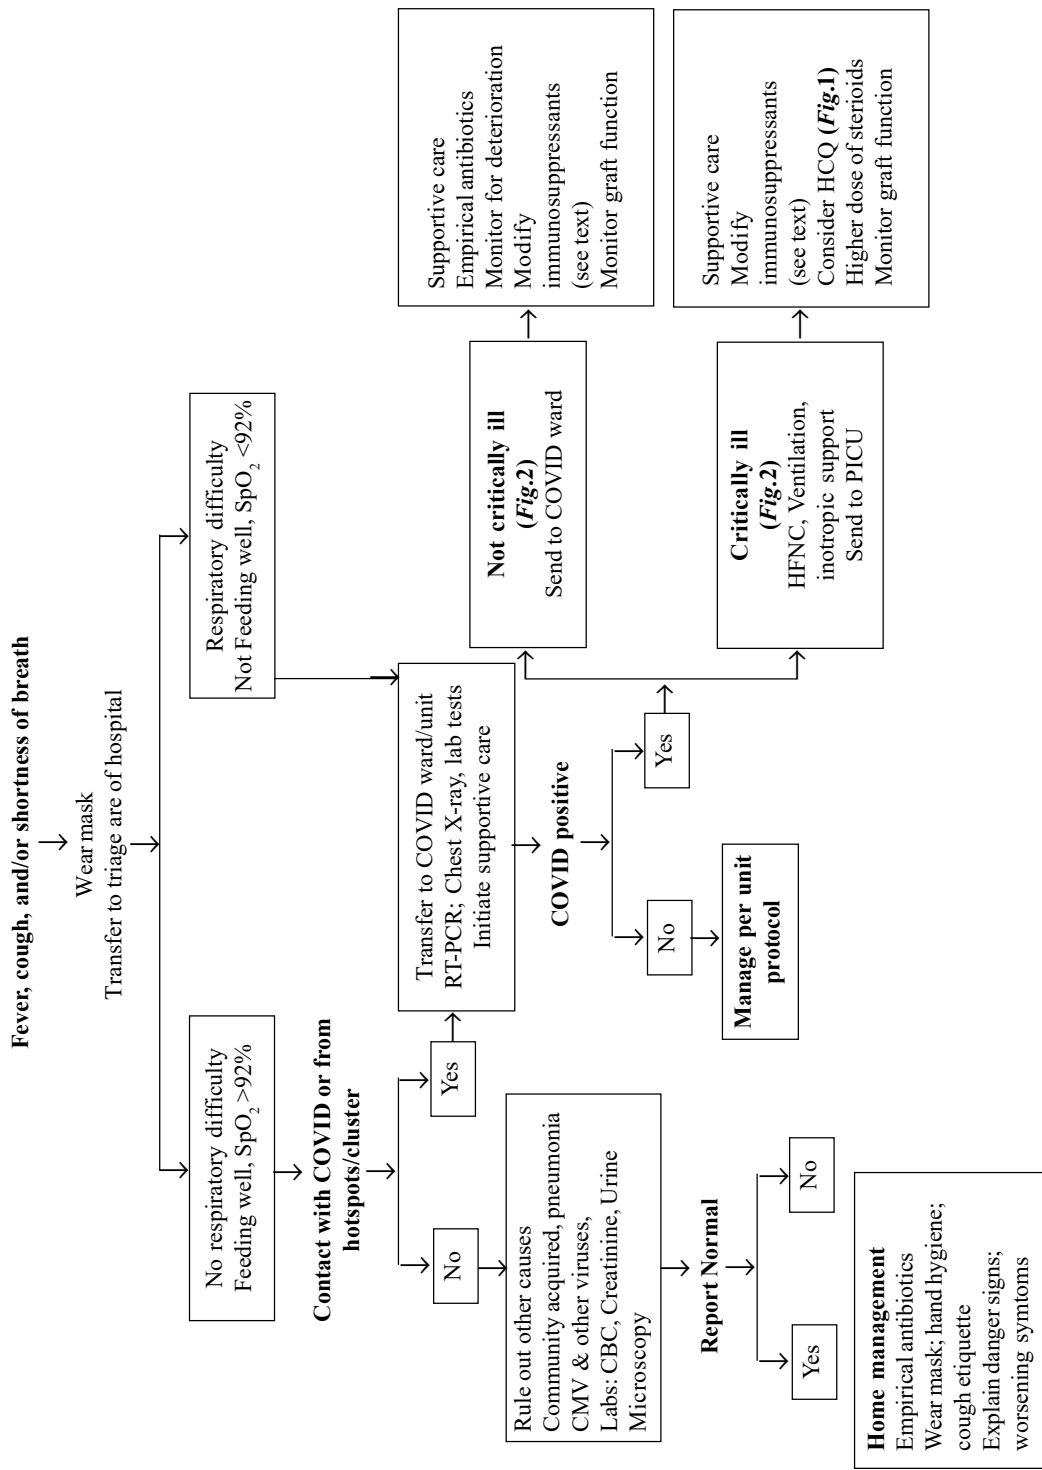 Fever, cough, and/or shortness of breath
Wear mask
Transfer to triage are of hospital
No respiratory difficulty
Feeding well, SpO₂ >92%
Respiratory difficulty
Not Feeding well, SpO₂ <92%
Contact with COVID or from
hotspots/cluster
No
Yes
Transfer to COVID ward/unit
RT-PCR; Chest X-ray, lab tests
Initiate supportive care
Rule out other causes
Community acquired, pneumonia
CMV & other viruses,
Labs: CBC, Creatinine, Urine
Microscopy
Report Normal
Yes
No
Home management
Empirical antibiotics
Wear mask; hand hygiene;
cough etiquette
Explain danger signs;
worsening symtoms
COVID positive
No
Yes
Manage per unit
protocol
Not critically ill
(Fig.2)
Send to COVID ward
Supportive care
Empirical antibiotics
Monitor for deterioration
Modify
immunosuppressants
(see text)
Monitor graft function
Critically ill
(Fig.2)
HFNC, Ventilation,
inotropic support
Send to PICU
Supportive care
Modify
immunosuppressants
(see text)
Consider HCQ (Fig.1)
Higher dose of sterioids
Monitor graft function